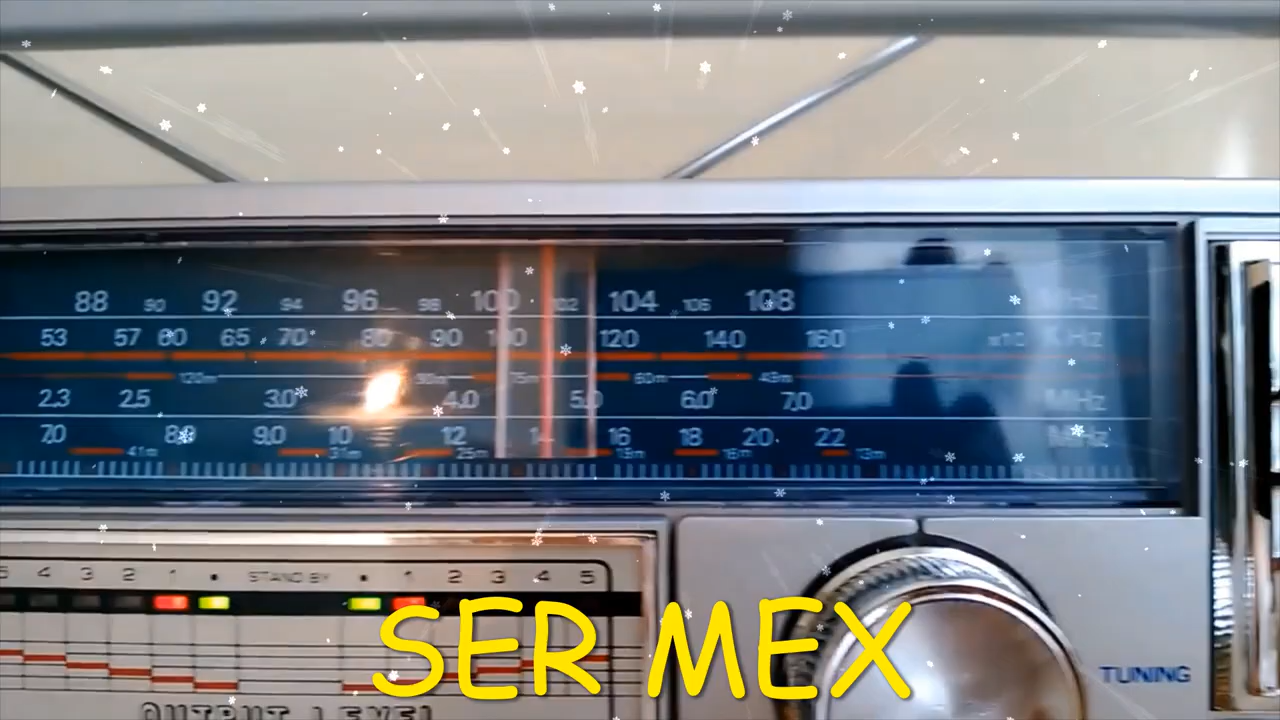 88 90 92 94 96 98 100 102 104 106 108 MHz
53 57 60 65 70 80 90 100 120 140 160 x10 KHz
120m 90m 75m 60m 49m
2.3 2.5 3.0 4.0 5.0 6.0 7.0 MHz
7.0 8.0 9.0 10 12 14 16 18 20 22 MHz
41m 31m 25m 19m 16m 13m
5 4 3 2 1 • STAND BY • 1 2 3 4 5
SER MEX
TUNING
OUTPUT LEVEL